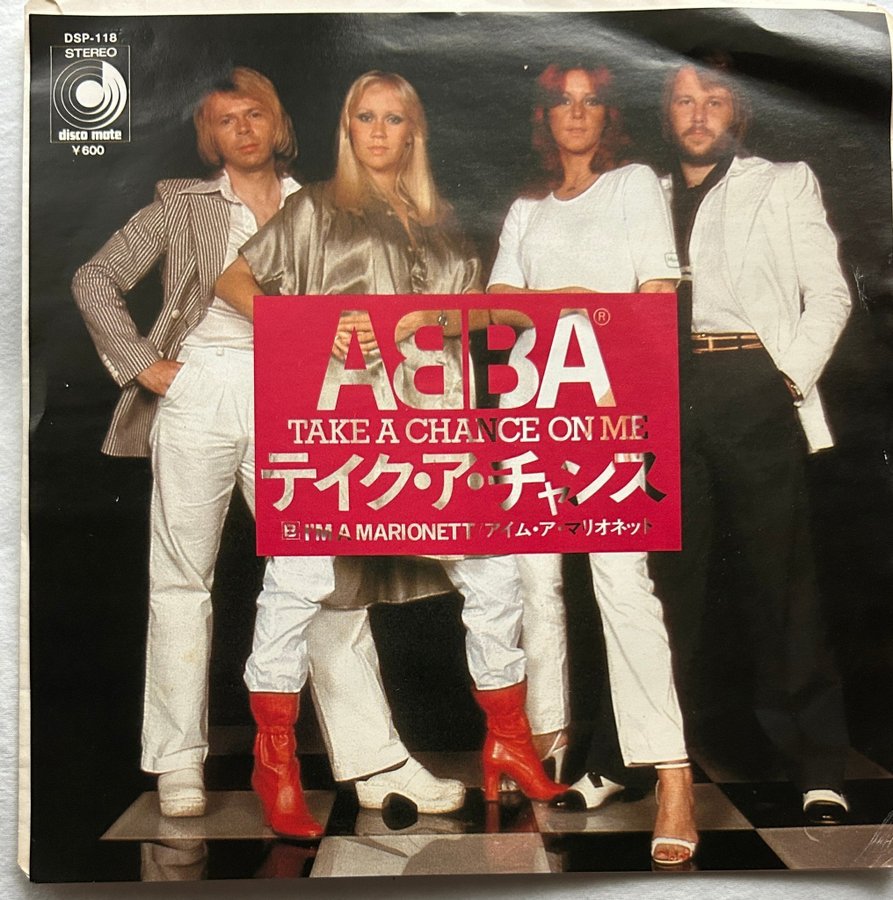 DSP-118
STEREO
disco mate
￥600
ABBA®
TAKE A CHANCE ON ME
テイク・ア・チャンス
B I'M A MARIONETT / アイム・ア・マリオネット